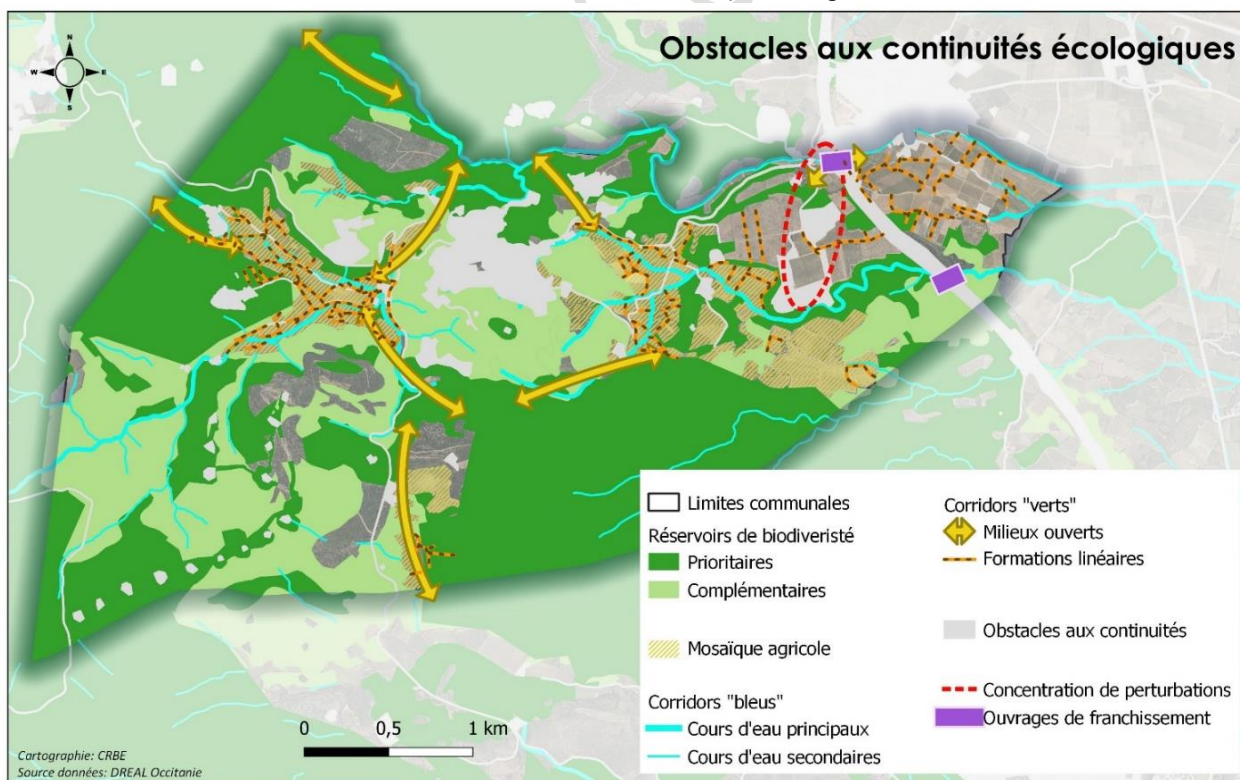 Obstacles aux continuités écologiques
N
W
E
S
Limites communales
Réservoirs de biodiveristé
Prioritaires
Complémentaires
Mosaïque agricole
Corridors "bleus"
Cours d'eau principaux
Cours d'eau secondaires
Corridors "verts"
Milieux ouverts
Formations linéaires
Obstacles aux continuités
Concentration de perturbations
Ouvrages de franchissement
0 0,5 1 km
Cartographie: CRBE
Source données: DREAL Occitanie